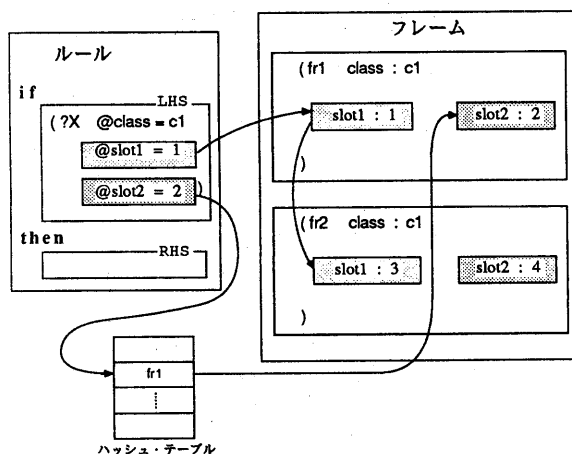 ルール
if
LHS
( ?X @class = c1
@slot1 = 1
@slot2 = 2 )
then
RHS
フレーム
(fr1 class : c1
slot1 : 1
slot2 : 2
)
(fr2 class : c1
slot1 : 3
slot2 : 4
)
fr1
ハッシュ・テーブル